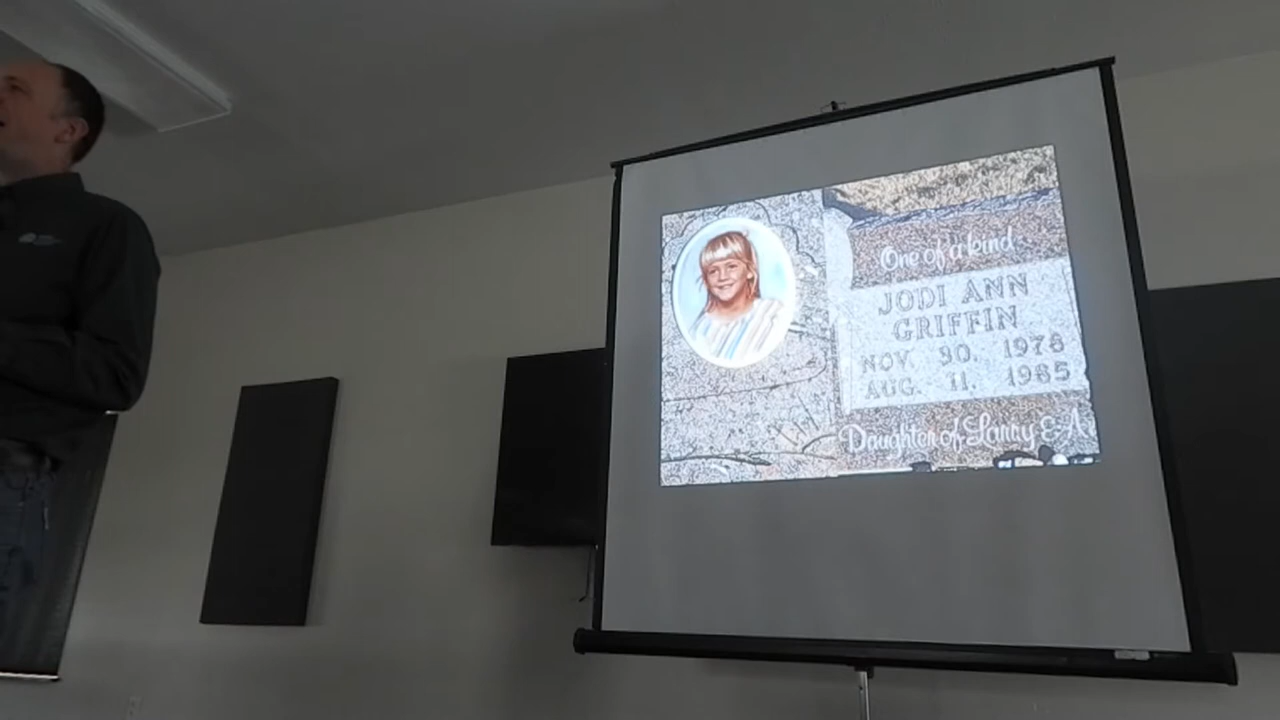 One of a kind
JODI ANN
GRIFFIN
NOV. 30. 1978
AUG. 11. 1985
Daughter of Larry &